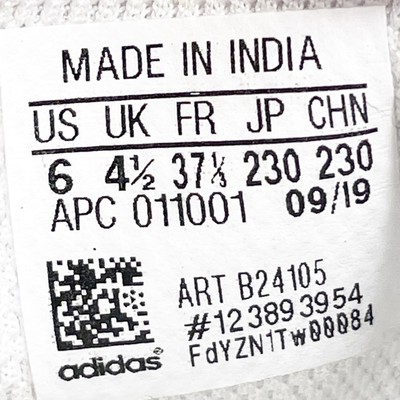 MADE IN INDIA
US UK FR JP CHN
6 4½ 37⅓ 230 230
APC 011001 09/19
ART B24105
#123893954
FdYZN1Tw00084
adidas®